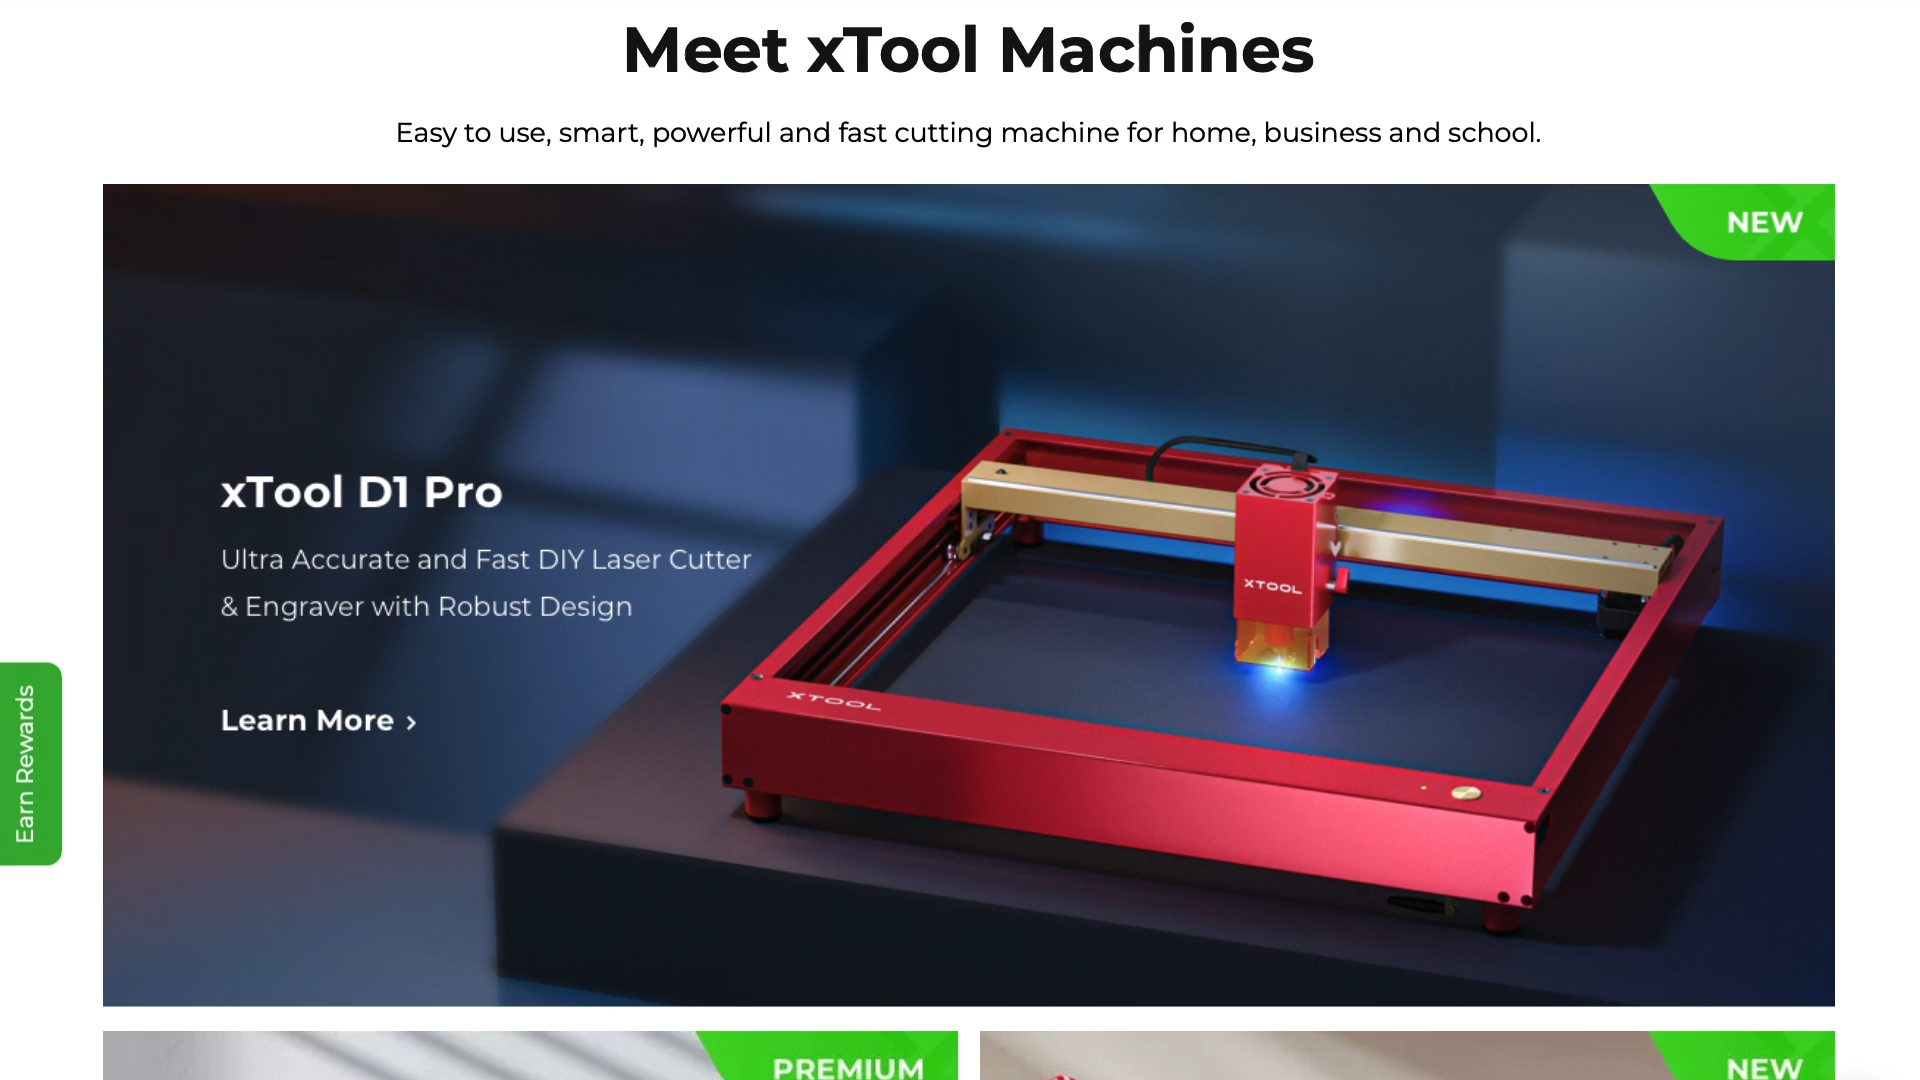 Meet xTool Machines
Easy to use, smart, powerful and fast cutting machine for home, business and school.
NEW
xTool D1 Pro
Ultra Accurate and Fast DIY Laser Cutter
& Engraver with Robust Design
Learn More ›
XTOOL
XTOOL
Earn Rewards
PREMIUM
NEW